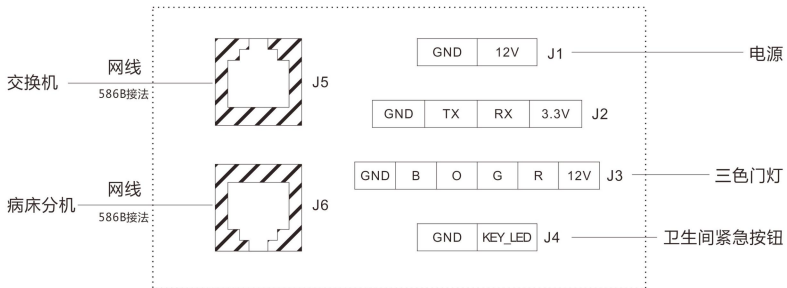 GND 12V J1 电源
交换机 网线 J5
586B接法
GND TX RX 3.3V J2
GND B O G R 12V J3 三色门灯
病床分机 网线 J6
586B接法
GND KEY_LED J4 卫生间紧急按钮